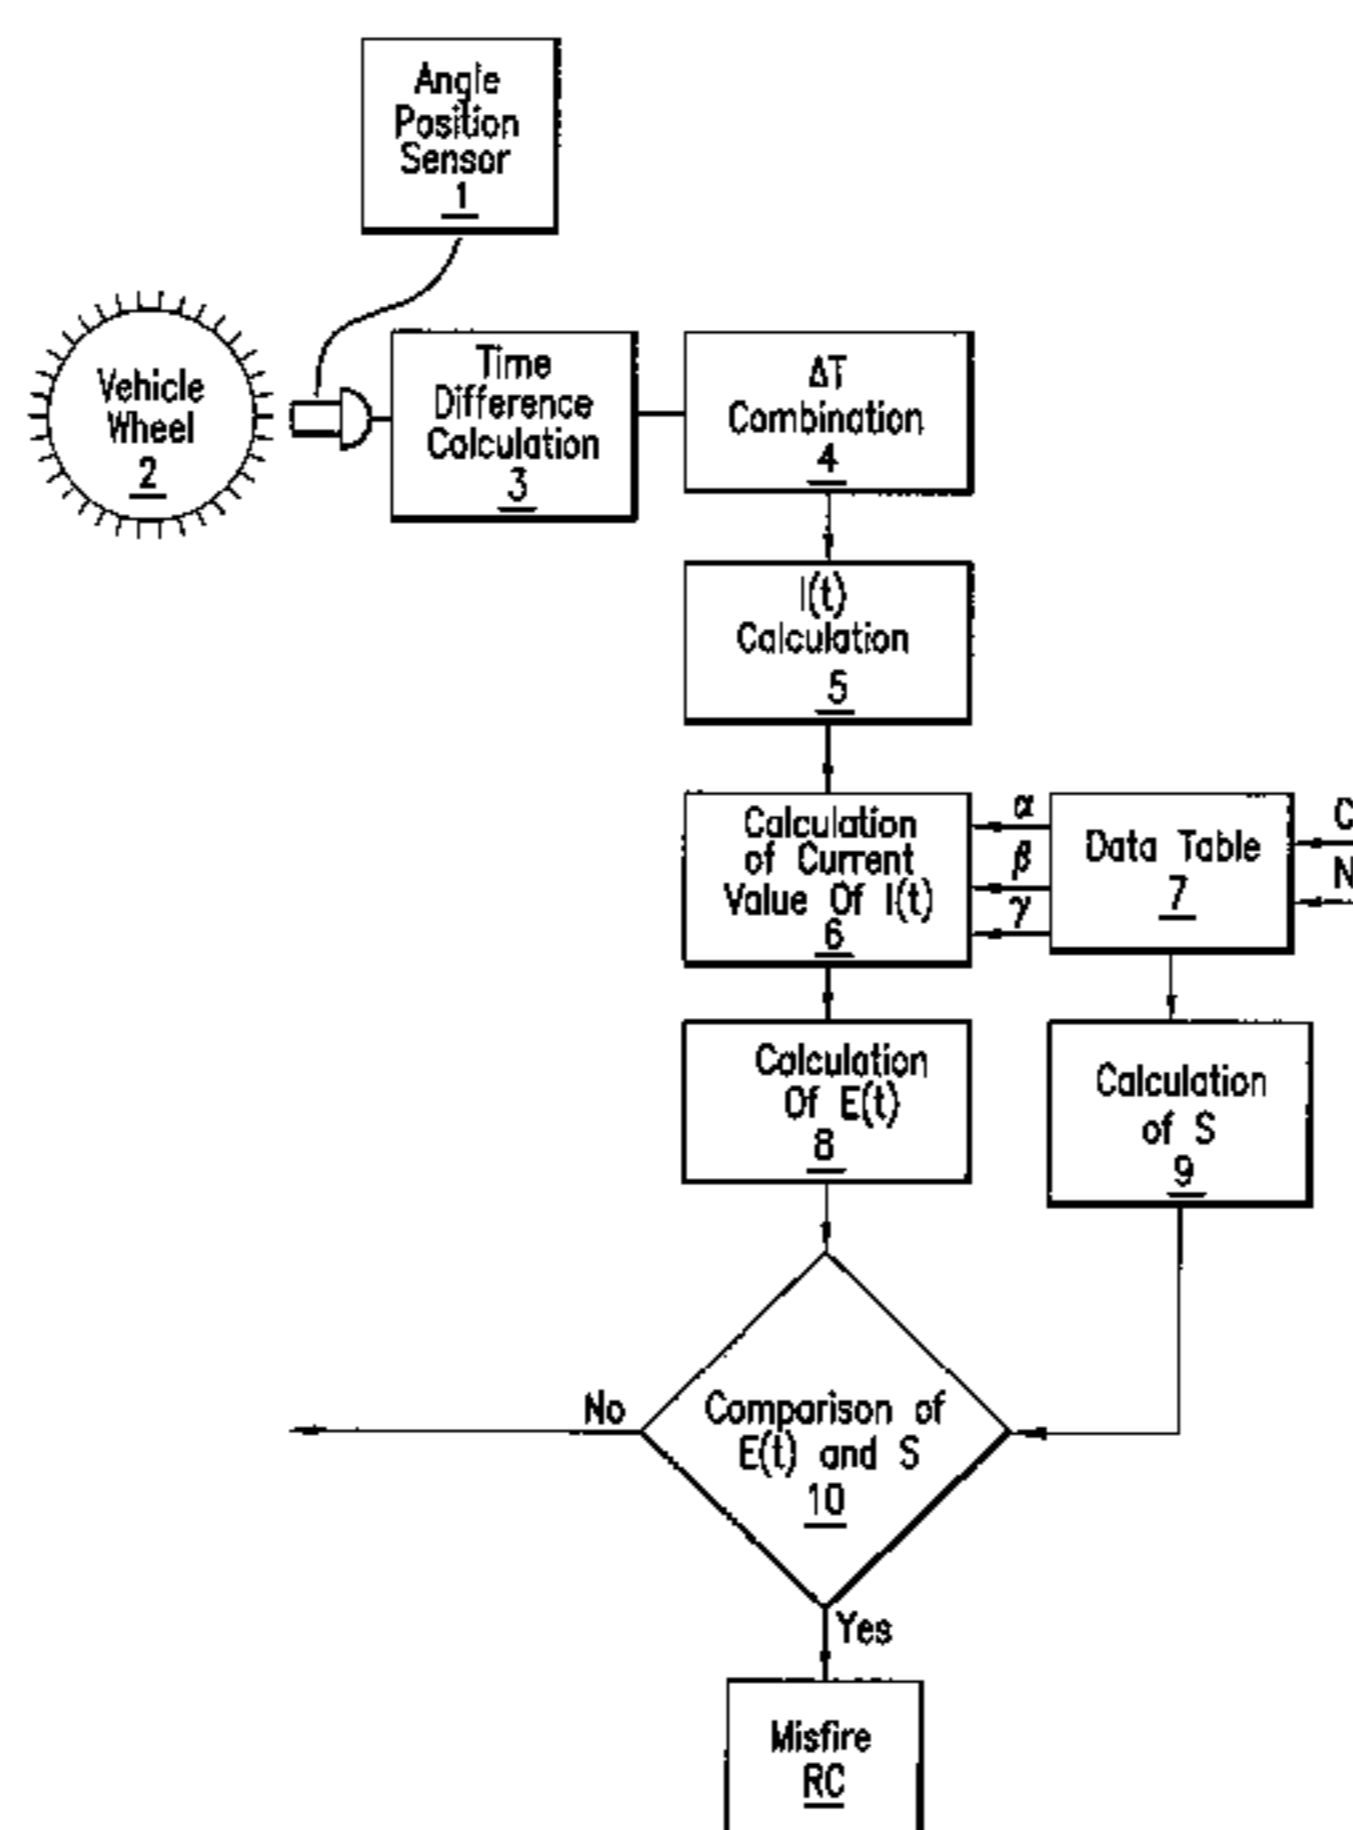 Angle
Position
Sensor
1
Vehicle
Wheel
2
Time
Difference
Calculation
3
ΔT
Combination
4
I(t)
Calculation
5
Calculation
of Current
Value Of I(t)
6
α
β
γ
Data Table
7
C
N
Calculation
Of E(t)
8
Calculation
of S
9
No
Comparison of
E(t) and S
10
Yes
Misfire
RC